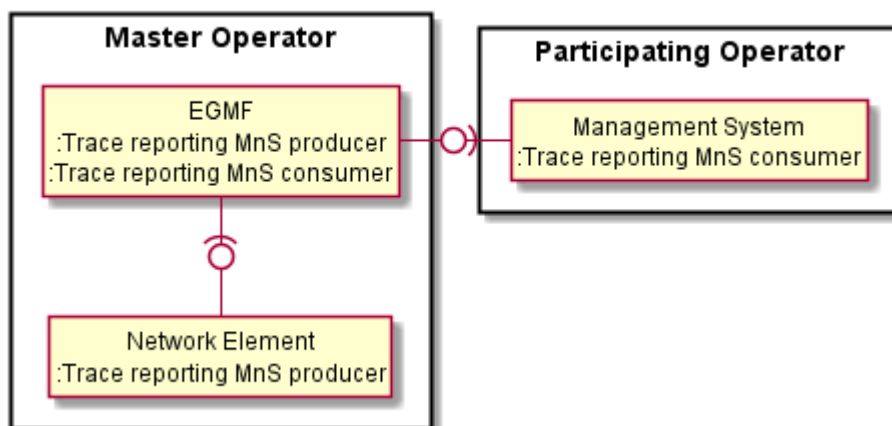 Master Operator
EGMF
:Trace reporting MnS producer
:Trace reporting MnS consumer
Network Element
:Trace reporting MnS producer
Participating Operator
Management System
:Trace reporting MnS consumer